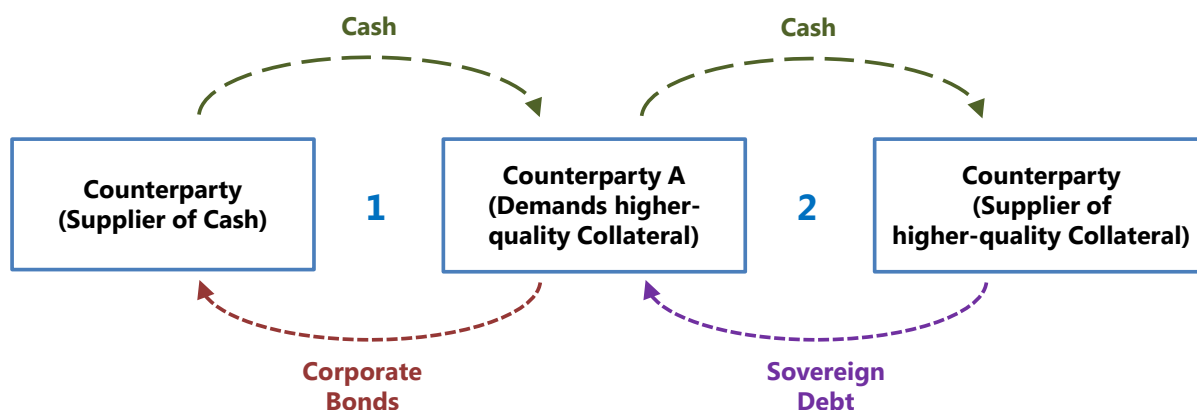 Cash
Cash
Counterparty
(Supplier of Cash)
1
Counterparty A
(Demands higher-
quality Collateral)
2
Counterparty
(Supplier of
higher-quality Collateral)
Corporate
Bonds
Sovereign
Debt